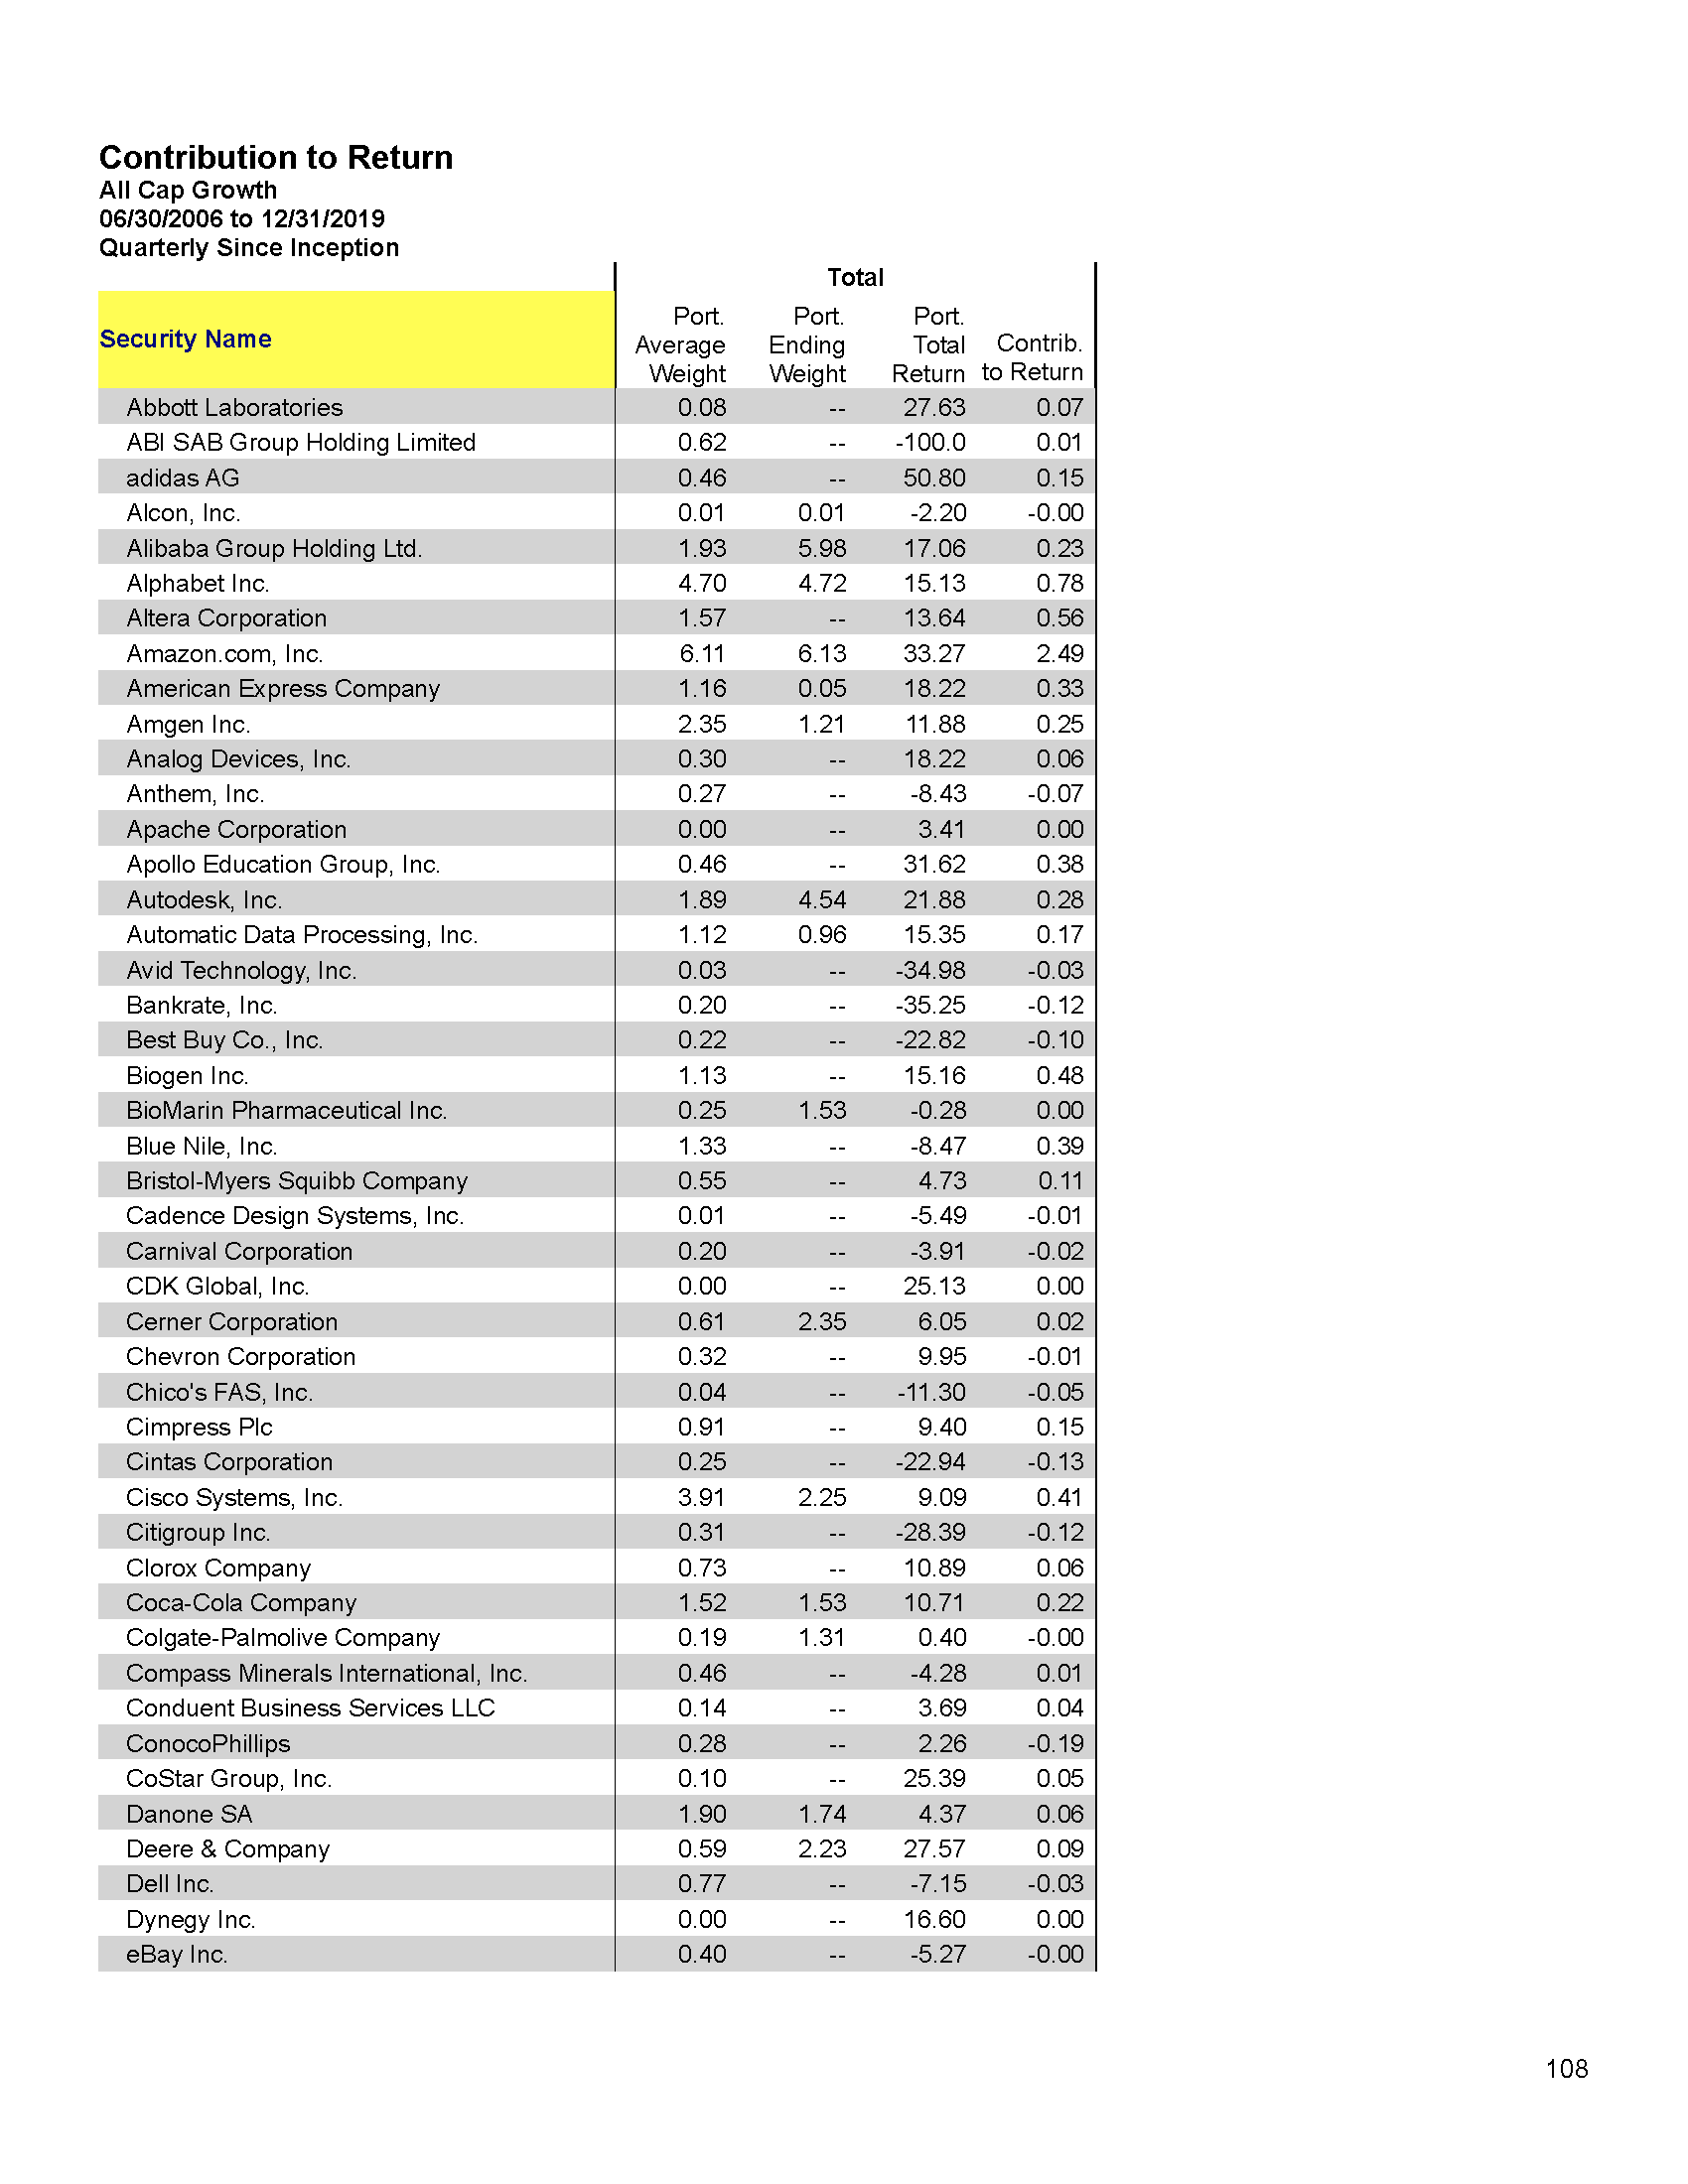 Contribution to Return
All Cap Growth
06/30/2006 to 12/31/2019
Quarterly Since Inception
Total
Security Name Port. Average Weight Port. Ending Weight Port. Total Return Contrib. to Return
Abbott Laboratories 0.08 -- 27.63 0.07
ABI SAB Group Holding Limited 0.62 -- -100.0 0.01
adidas AG 0.46 -- 50.80 0.15
Alcon, Inc. 0.01 0.01 -2.20 -0.00
Alibaba Group Holding Ltd. 1.93 5.98 17.06 0.23
Alphabet Inc. 4.70 4.72 15.13 0.78
Altera Corporation 1.57 -- 13.64 0.56
Amazon.com, Inc. 6.11 6.13 33.27 2.49
American Express Company 1.16 0.05 18.22 0.33
Amgen Inc. 2.35 1.21 11.88 0.25
Analog Devices, Inc. 0.30 -- 18.22 0.06
Anthem, Inc. 0.27 -- -8.43 -0.07
Apache Corporation 0.00 -- 3.41 0.00
Apollo Education Group, Inc. 0.46 -- 31.62 0.38
Autodesk, Inc. 1.89 4.54 21.88 0.28
Automatic Data Processing, Inc. 1.12 0.96 15.35 0.17
Avid Technology, Inc. 0.03 -- -34.98 -0.03
Bankrate, Inc. 0.20 -- -35.25 -0.12
Best Buy Co., Inc. 0.22 -- -22.82 -0.10
Biogen Inc. 1.13 -- 15.16 0.48
BioMarin Pharmaceutical Inc. 0.25 1.53 -0.28 0.00
Blue Nile, Inc. 1.33 -- -8.47 0.39
Bristol-Myers Squibb Company 0.55 -- 4.73 0.11
Cadence Design Systems, Inc. 0.01 -- -5.49 -0.01
Carnival Corporation 0.20 -- -3.91 -0.02
CDK Global, Inc. 0.00 -- 25.13 0.00
Cerner Corporation 0.61 2.35 6.05 0.02
Chevron Corporation 0.32 -- 9.95 -0.01
Chico's FAS, Inc. 0.04 -- -11.30 -0.05
Cimpress Plc 0.91 -- 9.40 0.15
Cintas Corporation 0.25 -- -22.94 -0.13
Cisco Systems, Inc. 3.91 2.25 9.09 0.41
Citigroup Inc. 0.31 -- -28.39 -0.12
Clorox Company 0.73 -- 10.89 0.06
Coca-Cola Company 1.52 1.53 10.71 0.22
Colgate-Palmolive Company 0.19 1.31 0.40 -0.00
Compass Minerals International, Inc. 0.46 -- -4.28 0.01
Conduent Business Services LLC 0.14 -- 3.69 0.04
ConocoPhillips 0.28 -- 2.26 -0.19
CoStar Group, Inc. 0.10 -- 25.39 0.05
Danone SA 1.90 1.74 4.37 0.06
Deere & Company 0.59 2.23 27.57 0.09
Dell Inc. 0.77 -- -7.15 -0.03
Dynegy Inc. 0.00 -- 16.60 0.00
eBay Inc. 0.40 -- -5.27 -0.00
108